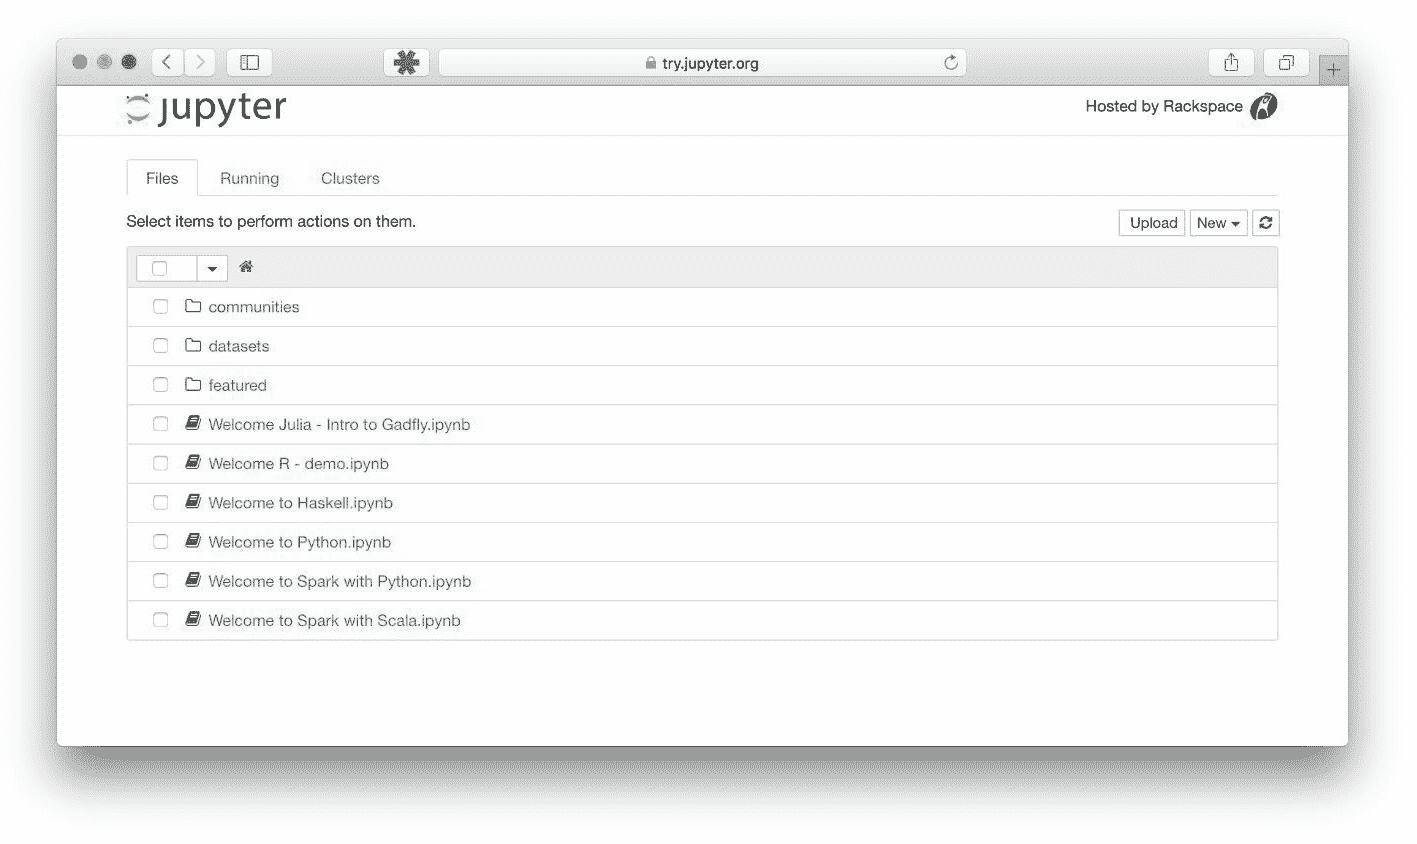 try.jupyter.org
jupyter
Hosted by Rackspace
Files Running Clusters
Select items to perform actions on them.
Upload New
communities
datasets
featured
Welcome Julia - Intro to Gadfly.ipynb
Welcome R - demo.ipynb
Welcome to Haskell.ipynb
Welcome to Python.ipynb
Welcome to Spark with Python.ipynb
Welcome to Spark with Scala.ipynb